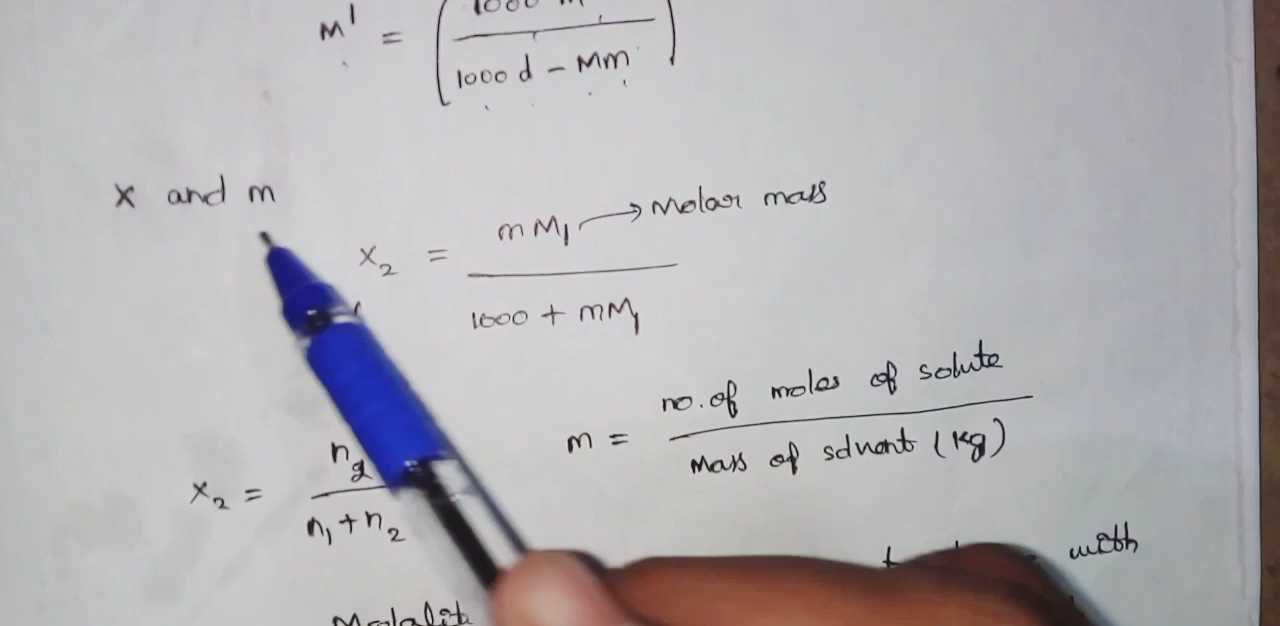 M' =
1000 d - Mm
x and m
x₂ = mM₁ → Molar mass
1000 + mM₁
m = no. of moles of solute
Mass of solvent (Kg)
x₂ = n₂
n₁ + n₂
with